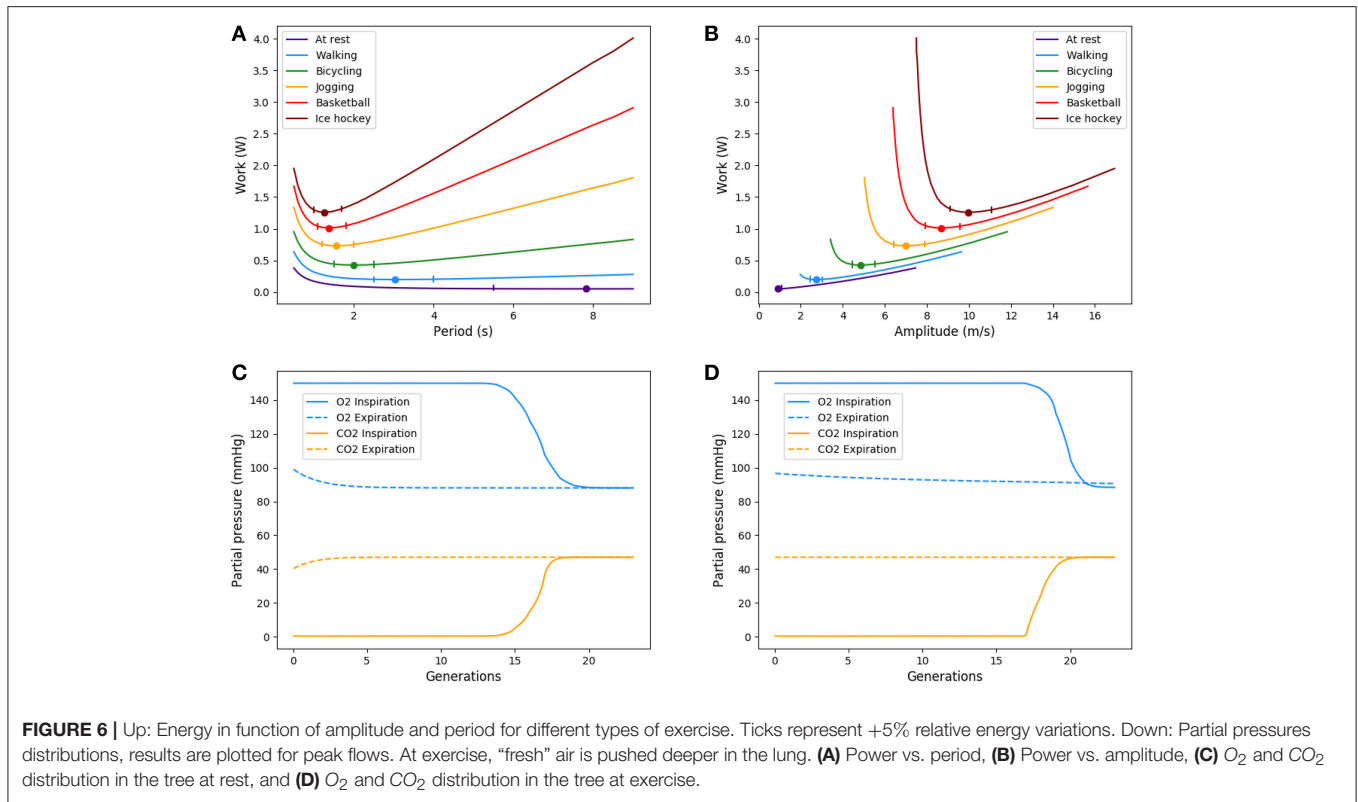 A
4.0
3.5
3.0
2.5
2.0
1.5
1.0
0.5
0.0
Work (W)
At rest
Walking
Bicycling
Jogging
Basketball
Ice hockey
2
4
6
8
Period (s)
B
4.0
3.5
3.0
2.5
2.0
1.5
1.0
0.5
0.0
Work (W)
At rest
Walking
Bicycling
Jogging
Basketball
Ice hockey
0
2
4
6
8
10
12
14
16
Amplitude (m/s)
C
140
120
100
80
60
40
20
0
Partial pressure (mmHg)
O2 Inspiration
O2 Expiration
CO2 Inspiration
CO2 Expiration
0
5
10
15
20
Generations
D
140
120
100
80
60
40
20
0
Partial pressure (mmHg)
O2 Inspiration
O2 Expiration
CO2 Inspiration
CO2 Expiration
0
5
10
15
20
Generations
FIGURE 6 | Up: Energy in function of amplitude and period for different types of exercise. Ticks represent +5% relative energy variations. Down: Partial pressures
distributions, results are plotted for peak flows. At exercise, “fresh” air is pushed deeper in the lung. (A) Power vs. period, (B) Power vs. amplitude, (C) O₂ and CO₂
distribution in the tree at rest, and (D) O₂ and CO₂ distribution in the tree at exercise.